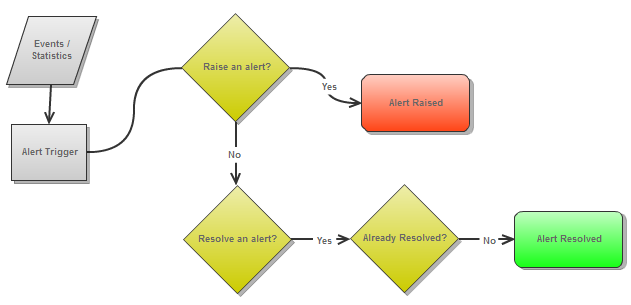 Events /
Statistics
Raise an alert?
Yes
Alert Raised
Alert Trigger
No
Resolve an alert?
Yes
Already Resolved?
No
Alert Resolved